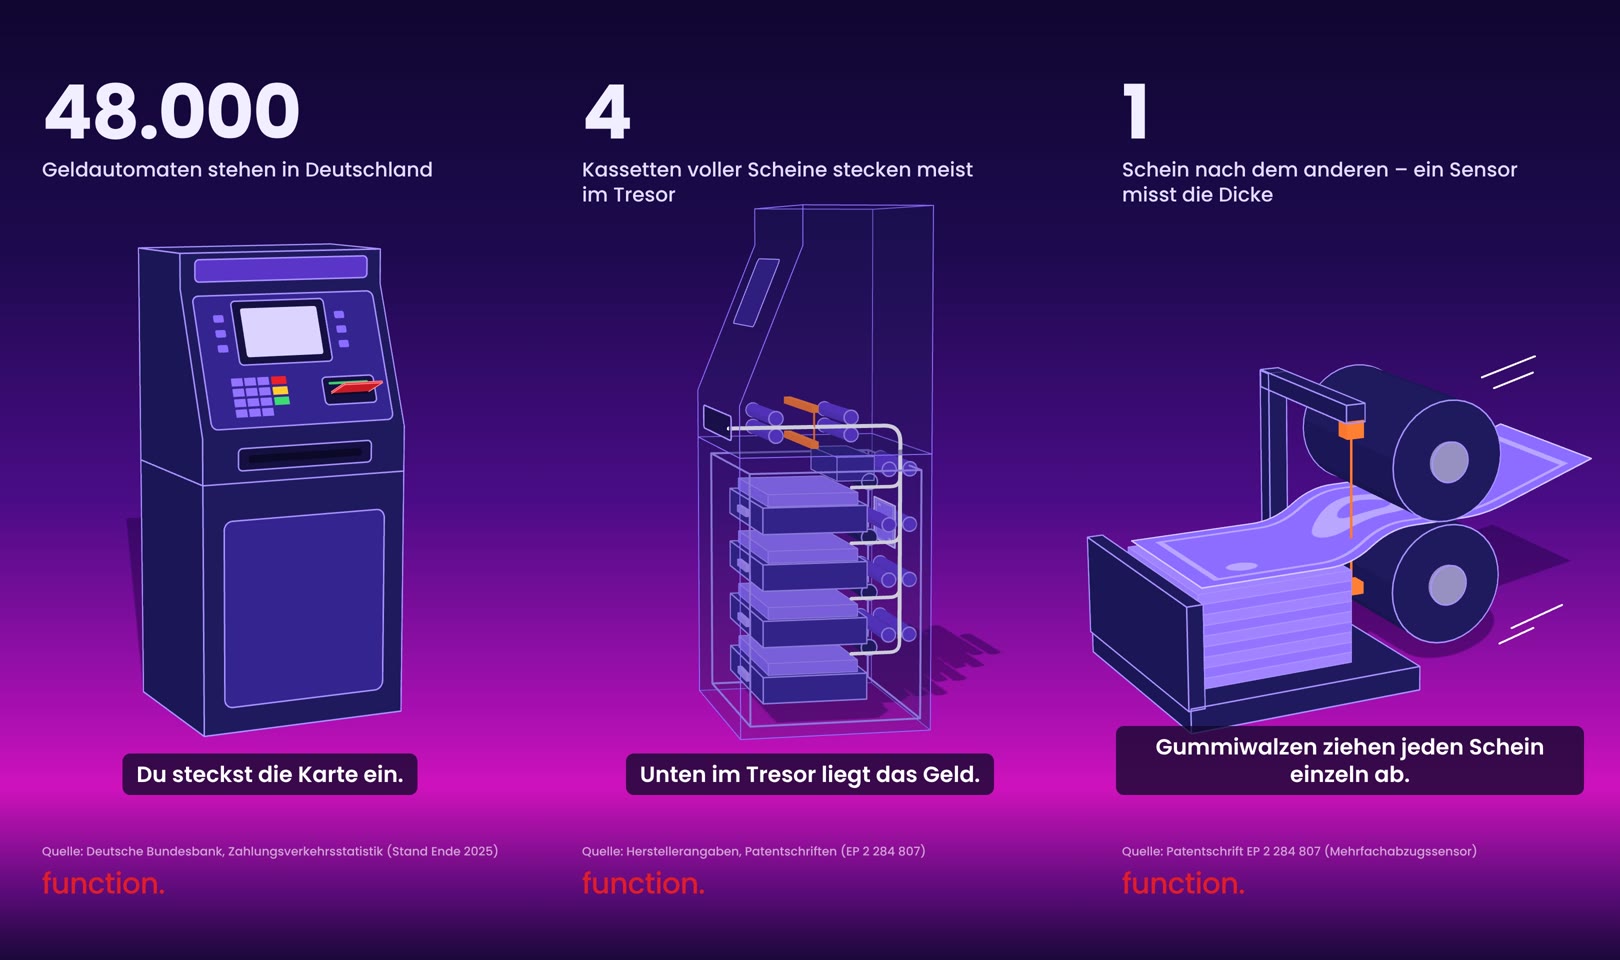 48.000
Geldautomaten stehen in Deutschland
Du steckst die Karte ein.
Quelle: Deutsche Bundesbank, Zahlungsverkehrsstatistik (Stand Ende 2025)
function.
4
Kassetten voller Scheine stecken meist
im Tresor
Unten im Tresor liegt das Geld.
Quelle: Herstellerangaben, Patentschriften (EP 2 284 807)
function.
1
Schein nach dem anderen – ein Sensor
misst die Dicke
Gummiwalzen ziehen jeden Schein
einzeln ab.
Quelle: Patentschrift EP 2 284 807 (Mehrfachabzugssensor)
function.